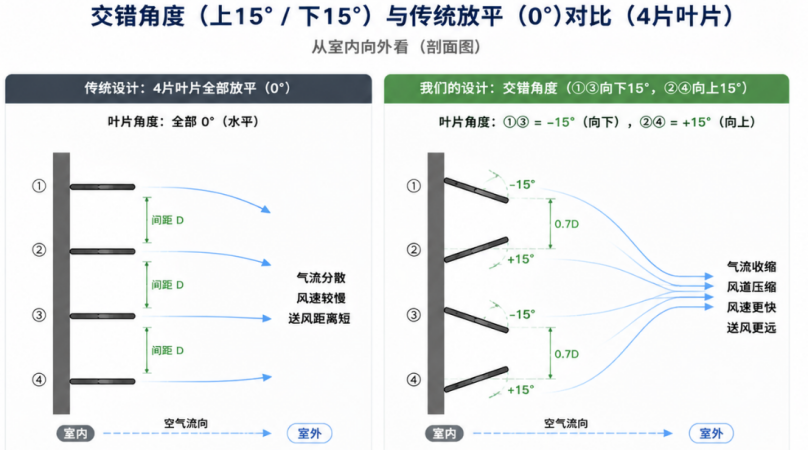 交错角度（上15° / 下15°）与传统放平（0°）对比（4片叶片）
从室内向外看（剖面图）
传统设计：4片叶片全部放平（0°）
叶片角度：全部 0°（水平）
①
间距 D
②
间距 D
③
间距 D
④
气流分散
风速较慢
送风距离短
室内
空气流向
室外
我们的设计：交错角度（①③向下15°，②④向上15°）
叶片角度：①③ = −15°（向下），②④ = +15°（向上）
①
−15°
0.7D
②
+15°
③
−15°
0.7D
④
+15°
气流收缩
风道压缩
风速更快
送风更远
室内
空气流向
室外